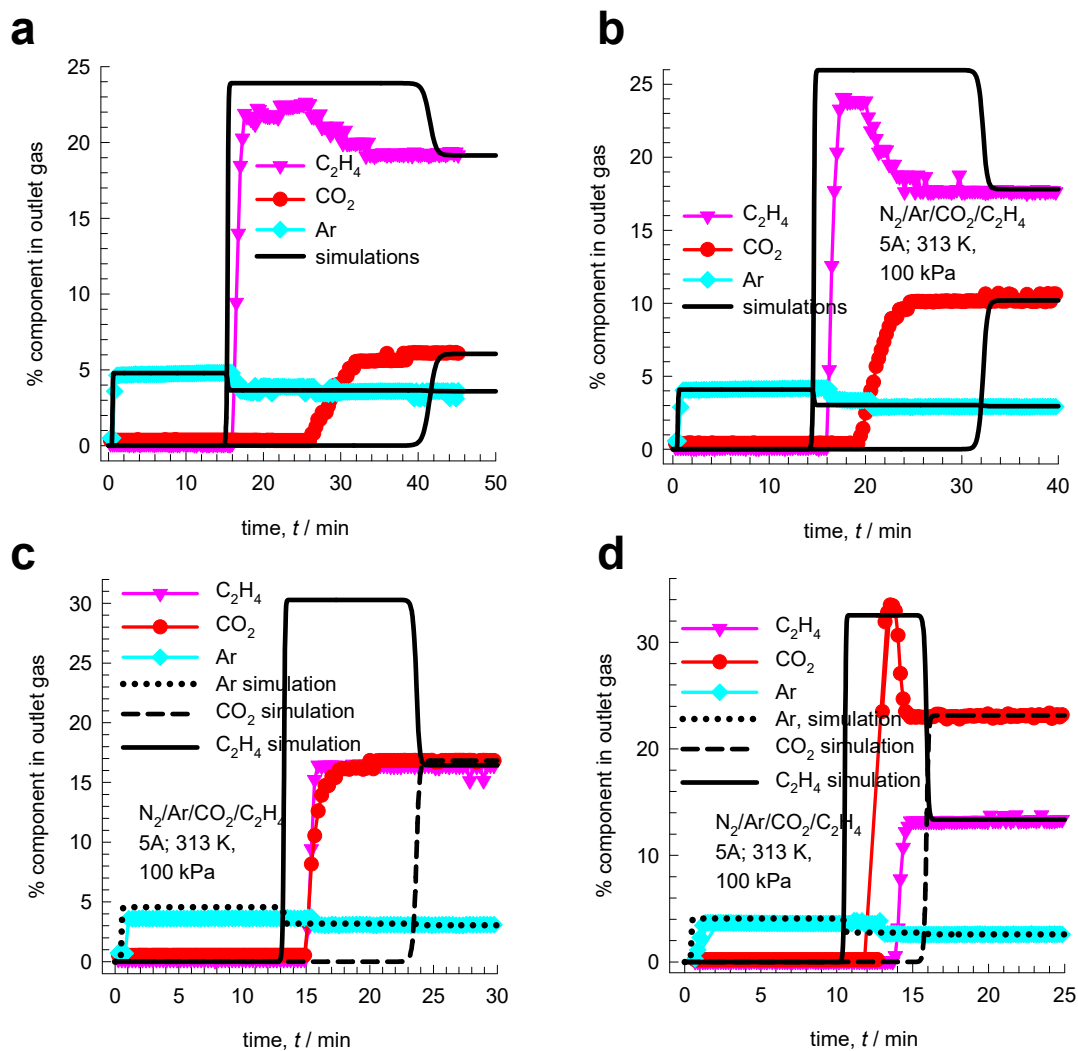 a
% component in outlet gas
25
20
15
10
5
0
0
10
20
30
40
50
time, t / min
C₂H₄
CO₂
Ar
simulations
b
% component in outlet gas
25
20
15
10
5
0
0
10
20
30
40
time, t / min
C₂H₄
CO₂
Ar
simulations
N₂/Ar/CO₂/C₂H₄
5A; 313 K,
100 kPa
c
% component in outlet gas
30
25
20
15
10
5
0
0
5
10
15
20
25
30
time, t / min
C₂H₄
CO₂
Ar
Ar simulation
CO₂ simulation
C₂H₄ simulation
N₂/Ar/CO₂/C₂H₄
5A; 313 K,
100 kPa
d
% component in outlet gas
30
20
10
0
0
5
10
15
20
25
time, t / min
C₂H₄
CO₂
Ar
Ar, simulation
CO₂ simulation
C₂H₄ simulation
N₂/Ar/CO₂/C₂H₄
5A; 313 K,
100 kPa